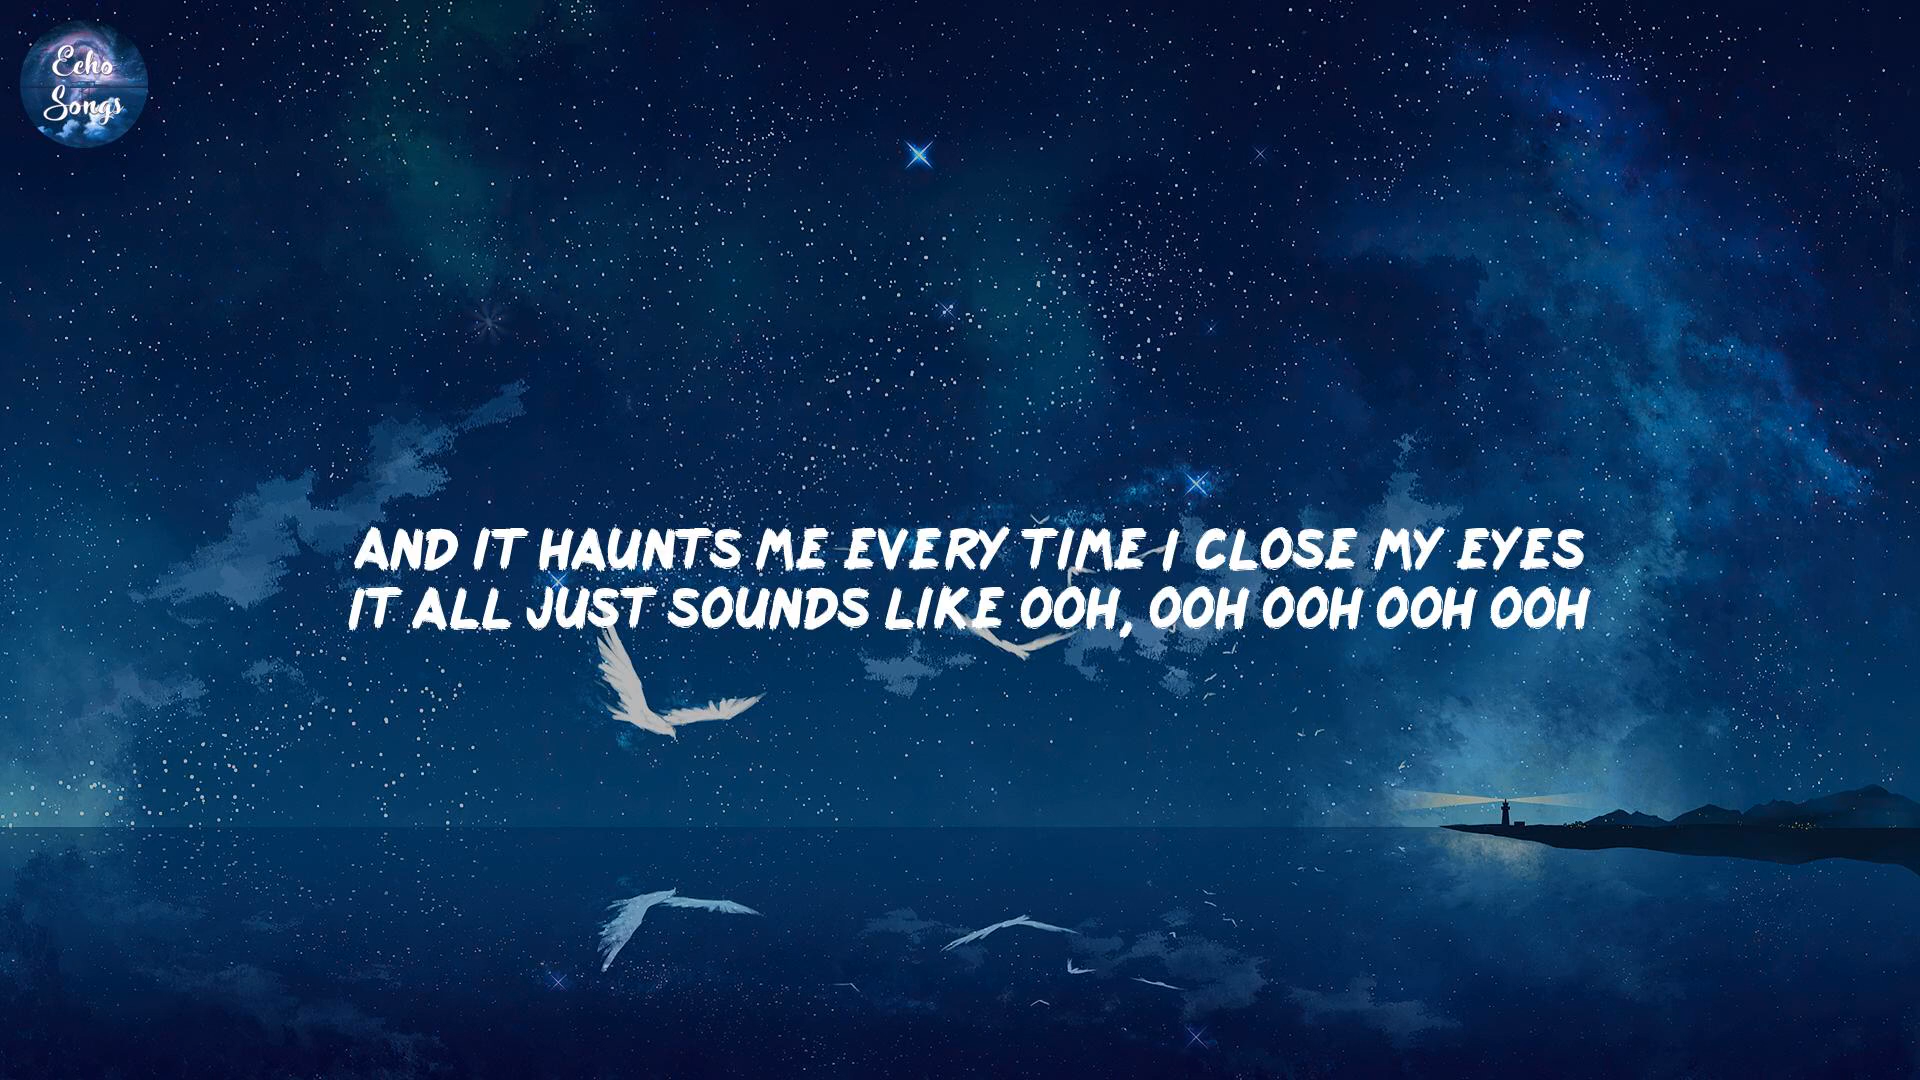 Echo
Songs
AND IT HAUNTS ME EVERY TIME I CLOSE MY EYES
IT ALL JUST SOUNDS LIKE OOH, OOH OOH OOH OOH